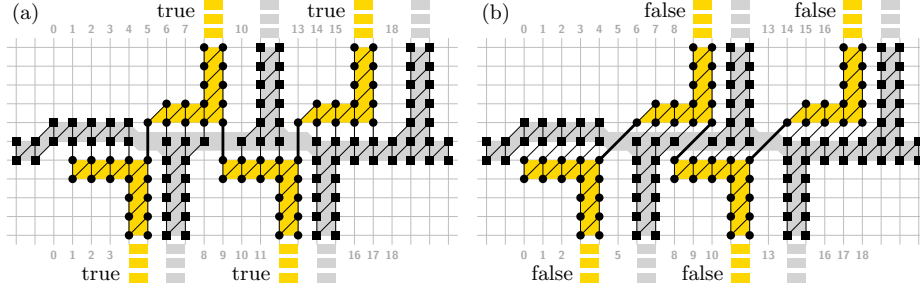 (a) true true (b) false false
0 1 2 3 4 5 6 7 10 11 13 14 15 18 0 1 2 3 4 5 6 7 8 11 13 14 15 16
0 1 2 3 8 9 10 11 16 17 18 0 1 2 5 8 9 10 13 16 17 18
true true false false